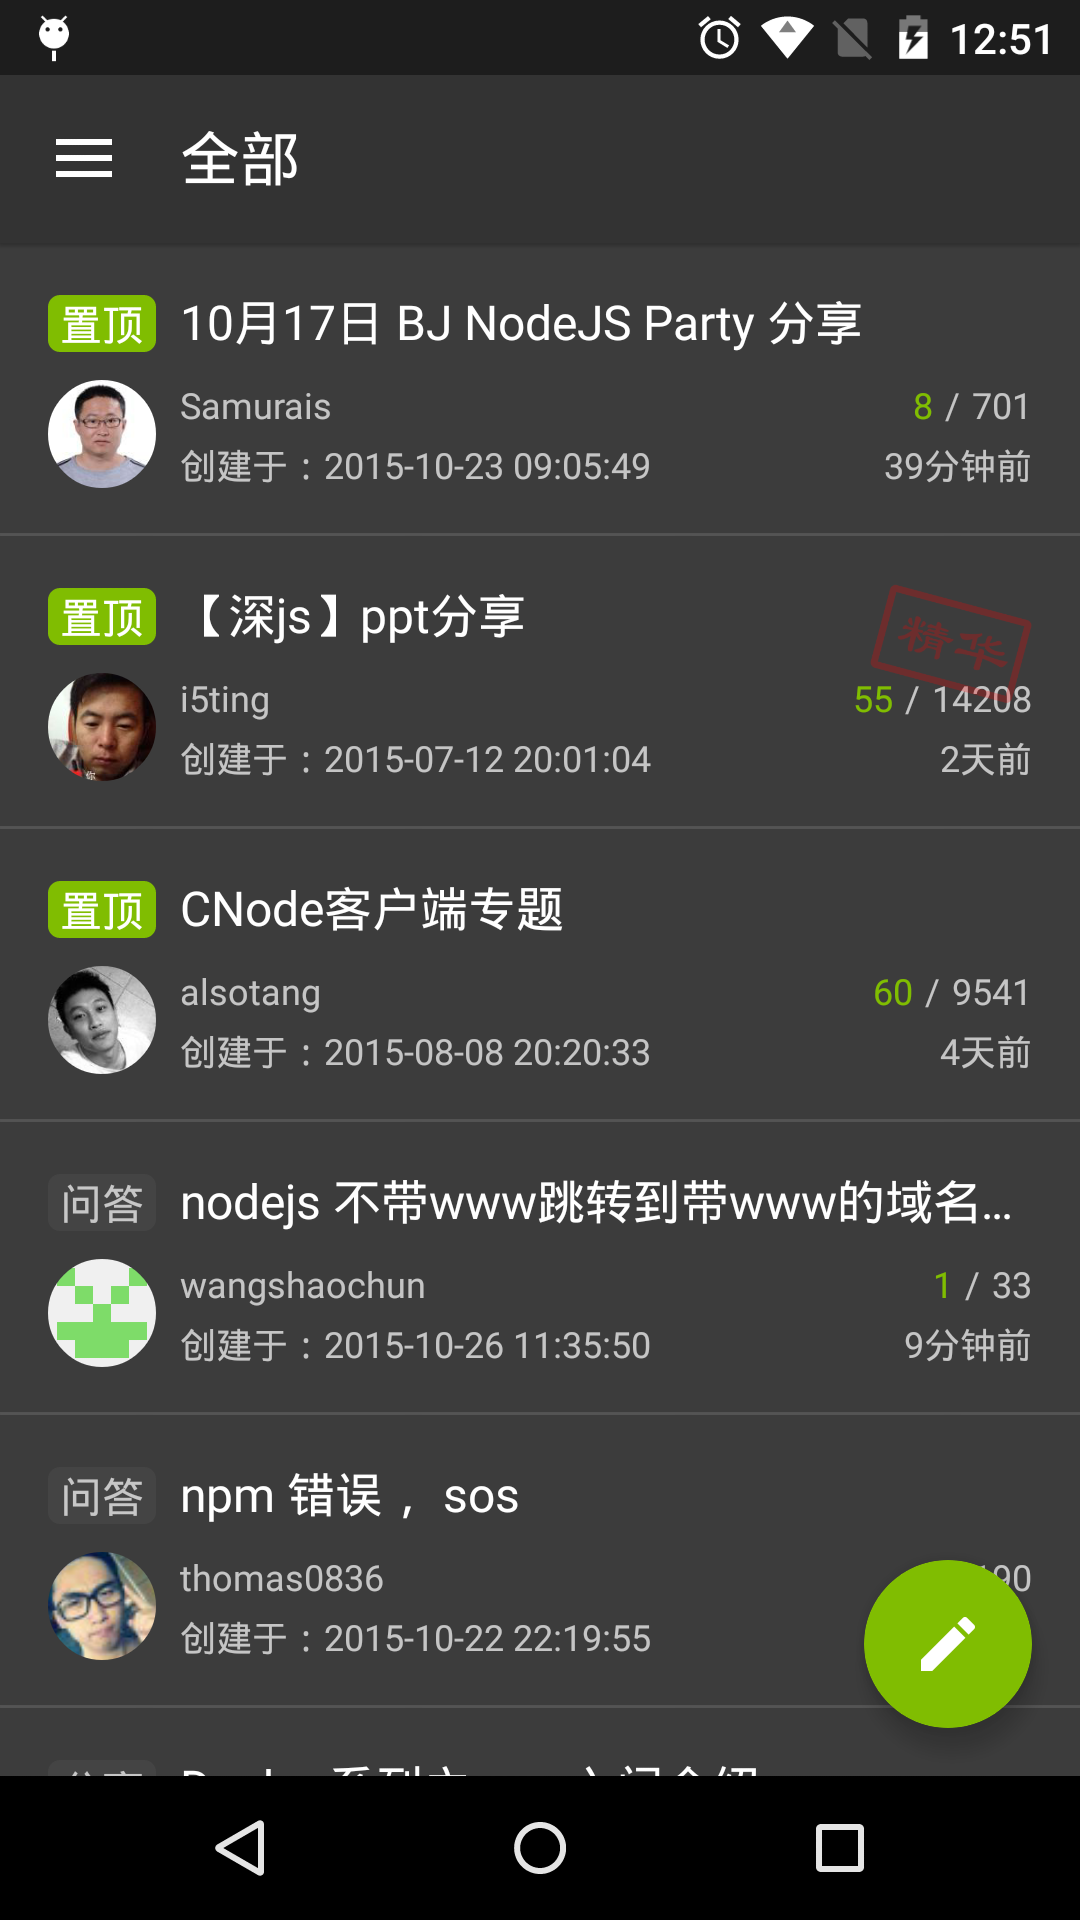 12:51
全部
置顶 10月17日 BJ NodeJS Party 分享
Samurais 8 / 701
创建于：2015-10-23 09:05:49 39分钟前
置顶 【深js】ppt分享
精华
i5ting 55 / 14208
创建于：2015-07-12 20:01:04 2天前
置顶 CNode客户端专题
alsotang 60 / 9541
创建于：2015-08-08 20:20:33 4天前
问答 nodejs 不带www跳转到带www的域名...
wangshaochun 1 / 33
创建于：2015-10-26 11:35:50 9分钟前
问答 npm 错误， sos
thomas0836
创建于：2015-10-22 22:19:55